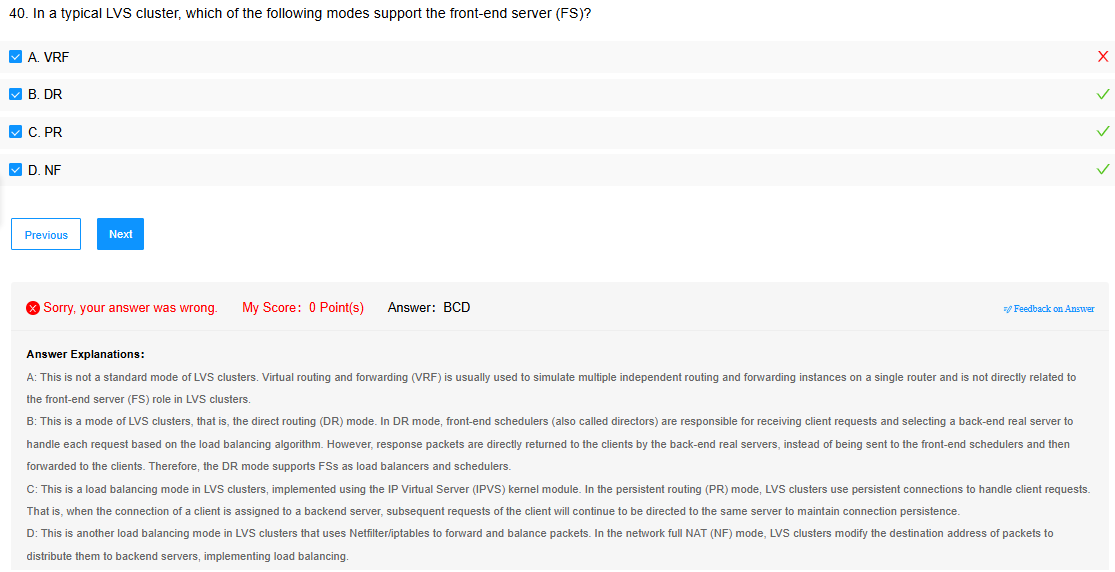 40. In a typical LVS cluster, which of the following modes support the front-end server (FS)?
A. VRF
B. DR
C. PR
D. NF
Previous Next
Sorry, your answer was wrong. My Score: 0 Point(s) Answer: BCD Feedback on Answer
Answer Explanations:
A: This is not a standard mode of LVS clusters. Virtual routing and forwarding (VRF) is usually used to simulate multiple independent routing and forwarding instances on a single router and is not directly related to
the front-end server (FS) role in LVS clusters.
B: This is a mode of LVS clusters, that is, the direct routing (DR) mode. In DR mode, front-end schedulers (also called directors) are responsible for receiving client requests and selecting a back-end real server to
handle each request based on the load balancing algorithm. However, response packets are directly returned to the clients by the back-end real servers, instead of being sent to the front-end schedulers and then
forwarded to the clients. Therefore, the DR mode supports FSs as load balancers and schedulers.
C: This is a load balancing mode in LVS clusters, implemented using the IP Virtual Server (IPVS) kernel module. In the persistent routing (PR) mode, LVS clusters use persistent connections to handle client requests.
That is, when the connection of a client is assigned to a backend server, subsequent requests of the client will continue to be directed to the same server to maintain connection persistence.
D: This is another load balancing mode in LVS clusters that uses Netfilter/iptables to forward and balance packets. In the network full NAT (NF) mode, LVS clusters modify the destination address of packets to
distribute them to backend servers, implementing load balancing.